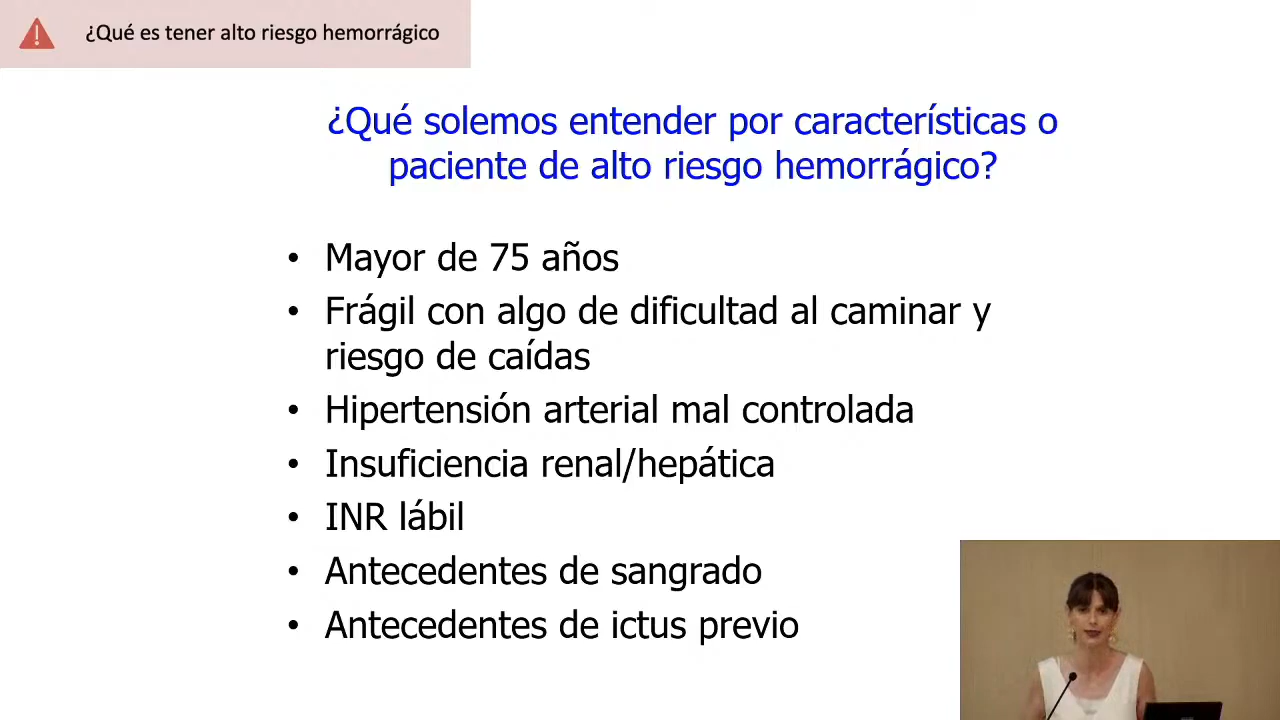 ¿Qué es tener alto riesgo hemorrágico
¿Qué solemos entender por características o
paciente de alto riesgo hemorrágico?
• Mayor de 75 años
• Frágil con algo de dificultad al caminar y
riesgo de caídas
• Hipertensión arterial mal controlada
• Insuficiencia renal/hepática
• INR lábil
• Antecedentes de sangrado
• Antecedentes de ictus previo